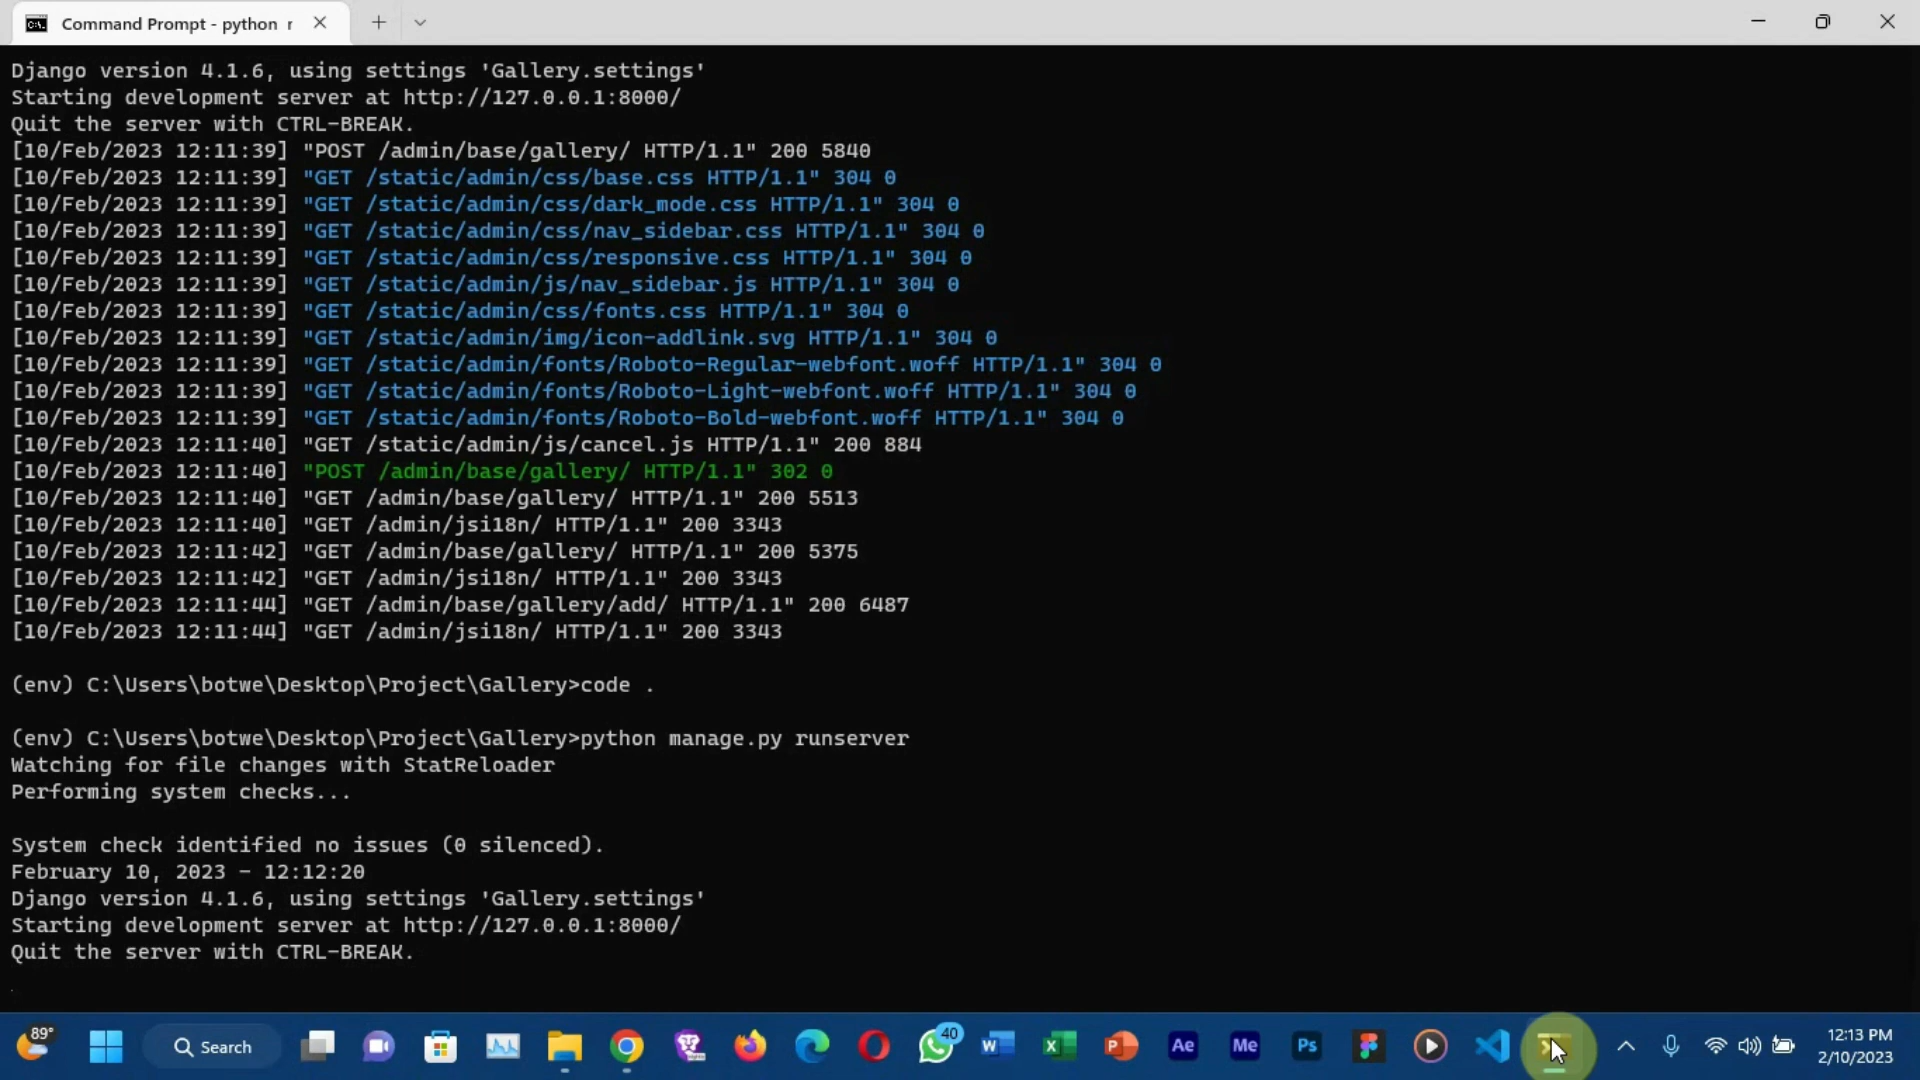 Command Prompt - python r
Django version 4.1.6, using settings 'Gallery.settings'
Starting development server at http://127.0.0.1:8000/
Quit the server with CTRL-BREAK.
[10/Feb/2023 12:11:39] "POST /admin/base/gallery/ HTTP/1.1" 200 5840
[10/Feb/2023 12:11:39] "GET /static/admin/css/base.css HTTP/1.1" 304 0
[10/Feb/2023 12:11:39] "GET /static/admin/css/dark_mode.css HTTP/1.1" 304 0
[10/Feb/2023 12:11:39] "GET /static/admin/css/nav_sidebar.css HTTP/1.1" 304 0
[10/Feb/2023 12:11:39] "GET /static/admin/css/responsive.css HTTP/1.1" 304 0
[10/Feb/2023 12:11:39] "GET /static/admin/js/nav_sidebar.js HTTP/1.1" 304 0
[10/Feb/2023 12:11:39] "GET /static/admin/css/fonts.css HTTP/1.1" 304 0
[10/Feb/2023 12:11:39] "GET /static/admin/img/icon-addlink.svg HTTP/1.1" 304 0
[10/Feb/2023 12:11:39] "GET /static/admin/fonts/Roboto-Regular-webfont.woff HTTP/1.1" 304 0
[10/Feb/2023 12:11:39] "GET /static/admin/fonts/Roboto-Light-webfont.woff HTTP/1.1" 304 0
[10/Feb/2023 12:11:39] "GET /static/admin/fonts/Roboto-Bold-webfont.woff HTTP/1.1" 304 0
[10/Feb/2023 12:11:40] "GET /static/admin/js/cancel.js HTTP/1.1" 200 884
[10/Feb/2023 12:11:40] "POST /admin/base/gallery/ HTTP/1.1" 302 0
[10/Feb/2023 12:11:40] "GET /admin/base/gallery/ HTTP/1.1" 200 5513
[10/Feb/2023 12:11:40] "GET /admin/jsi18n/ HTTP/1.1" 200 3343
[10/Feb/2023 12:11:42] "GET /admin/base/gallery/ HTTP/1.1" 200 5375
[10/Feb/2023 12:11:42] "GET /admin/jsi18n/ HTTP/1.1" 200 3343
[10/Feb/2023 12:11:44] "GET /admin/base/gallery/add/ HTTP/1.1" 200 6487
[10/Feb/2023 12:11:44] "GET /admin/jsi18n/ HTTP/1.1" 200 3343
(env) C:\Users\botwe\Desktop\Project\Gallery>code .
(env) C:\Users\botwe\Desktop\Project\Gallery>python manage.py runserver
Watching for file changes with StatReloader
Performing system checks...
System check identified no issues (0 silenced).
February 10, 2023 - 12:12:20
Django version 4.1.6, using settings 'Gallery.settings'
Starting development server at http://127.0.0.1:8000/
Quit the server with CTRL-BREAK.
89°
Search
40
W
X
P
Ae
Me
Ps
12:13 PM
2/10/2023